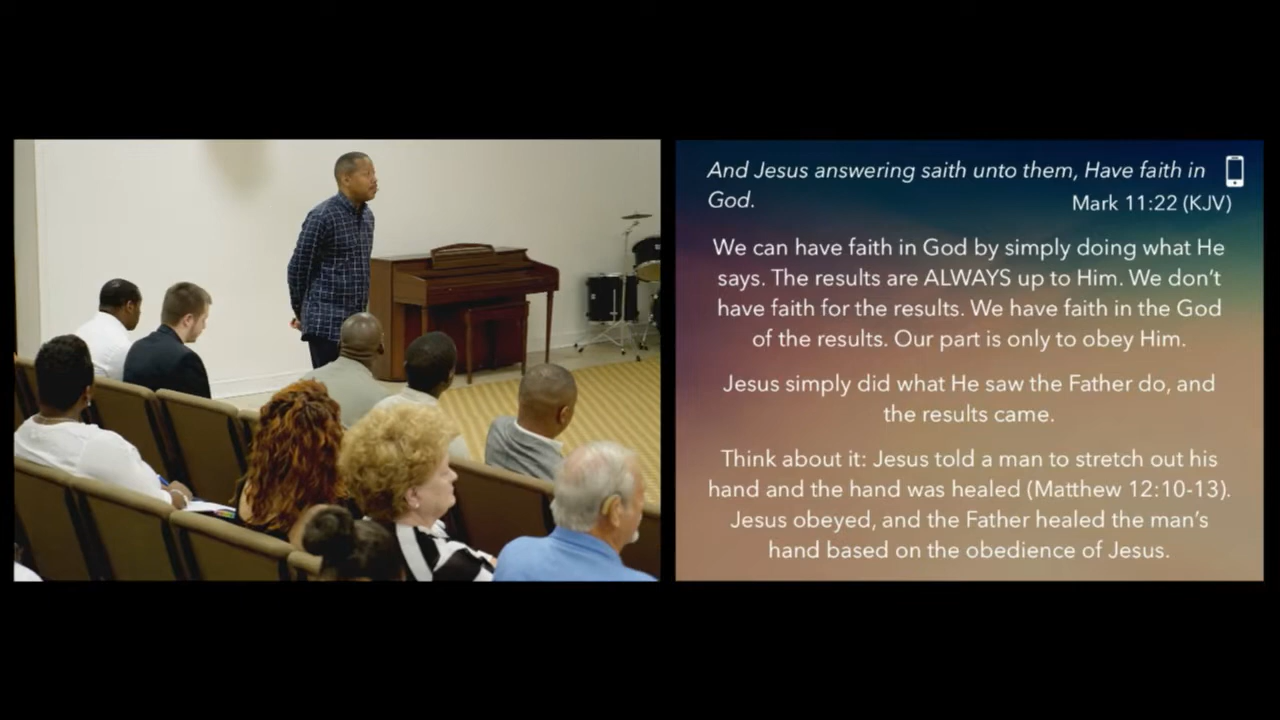 And Jesus answering saith unto them, Have faith in
God.
Mark 11:22 (KJV)
We can have faith in God by simply doing what He
says. The results are ALWAYS up to Him. We don't
have faith for the results. We have faith in the God
of the results. Our part is only to obey Him.
Jesus simply did what He saw the Father do, and
the results came.
Think about it: Jesus told a man to stretch out his
hand and the hand was healed (Matthew 12:10-13).
Jesus obeyed, and the Father healed the man's
hand based on the obedience of Jesus.